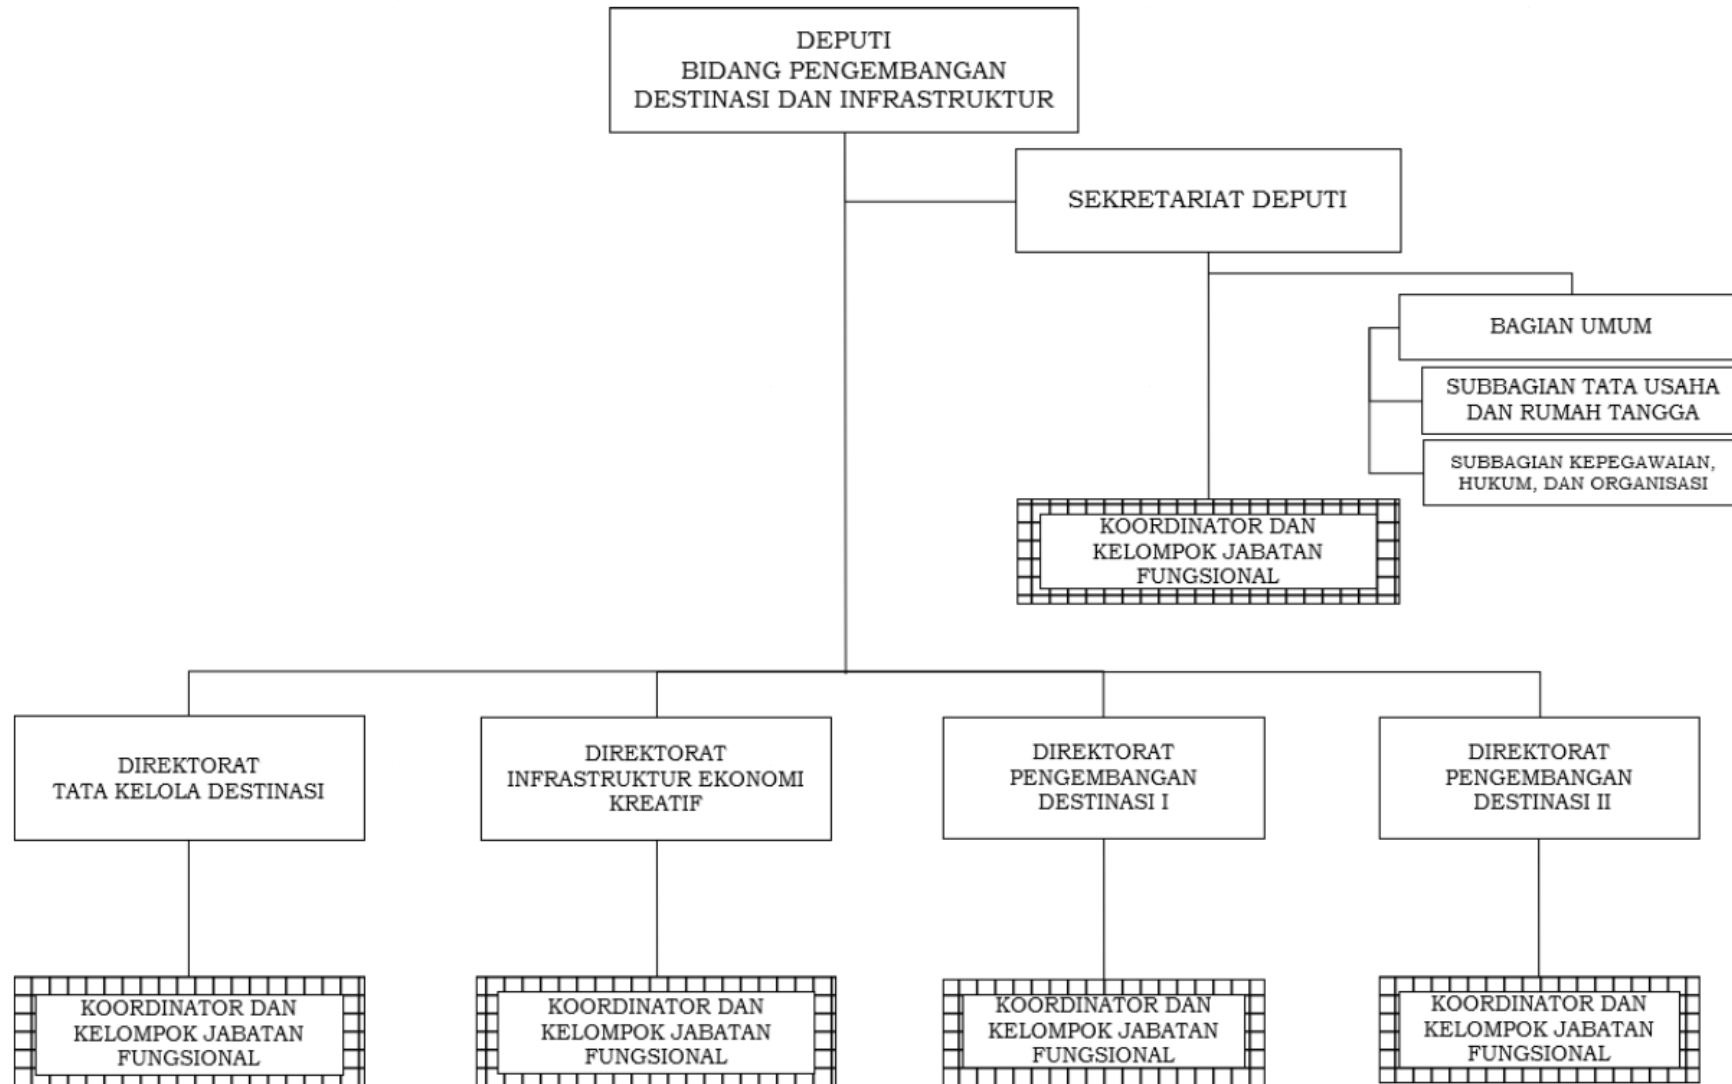 DEPUTI
BIDANG PENGEMBANGAN
DESTINASI DAN INFRASTRUKTUR
SEKRETARIAT DEPUTI
BAGIAN UMUM
SUBBAGIAN TATA USAHA
DAN RUMAH TANGGA
SUBBAGIAN KEPEGAWAIAN,
HUKUM, DAN ORGANISASI
KOORDINATOR DAN
KELOMPOK JABATAN
FUNGSIONAL
DIREKTORAT
TATA KELOLA DESTINASI
DIREKTORAT
INFRASTRUKTUR EKONOMI
KREATIF
DIREKTORAT
PENGEMBANGAN
DESTINASI I
DIREKTORAT
PENGEMBANGAN
DESTINASI II
KOORDINATOR DAN
KELOMPOK JABATAN
FUNGSIONAL
KOORDINATOR DAN
KELOMPOK JABATAN
FUNGSIONAL
KOORDINATOR DAN
KELOMPOK JABATAN
FUNGSIONAL
KOORDINATOR DAN
KELOMPOK JABATAN
FUNGSIONAL